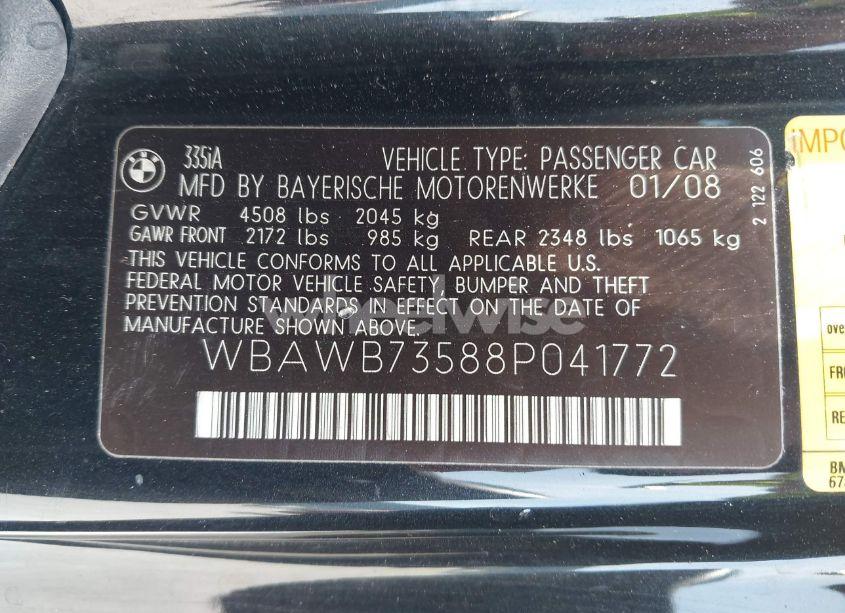 335iA
VEHICLE TYPE: PASSENGER CAR
MFD BY BAYERISCHE MOTORENWERKE 01/08
GVWR 4508 lbs 2045 kg
GAWR FRONT 2172 lbs 985 kg REAR 2348 lbs 1065 kg
THIS VEHICLE CONFORMS TO ALL APPLICABLE U.S.
FEDERAL MOTOR VEHICLE SAFETY, BUMPER AND THEFT
PREVENTION STANDARDS IN EFFECT ON THE DATE OF
MANUFACTURE SHOWN ABOVE.
WBAWB73588P041772
2 122 606
wheelwise
BMW